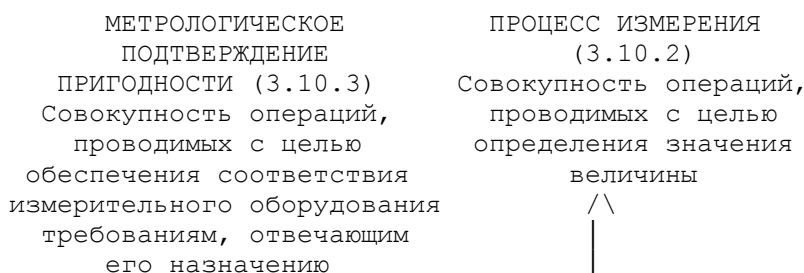 МЕТРОЛОГИЧЕСКОЕ
ПОДТВЕРЖДЕНИЕ
ПРИГОДНОСТИ (3.10.3)
Совокупность операций,
проводимых с целью
обеспечения соответствия
измерительного оборудования
требованиям, отвечающим
его назначению
ПРОЦЕСС ИЗМЕРЕНИЯ
(3.10.2)
Совокупность операций,
проводимых с целью
определения значения
величины